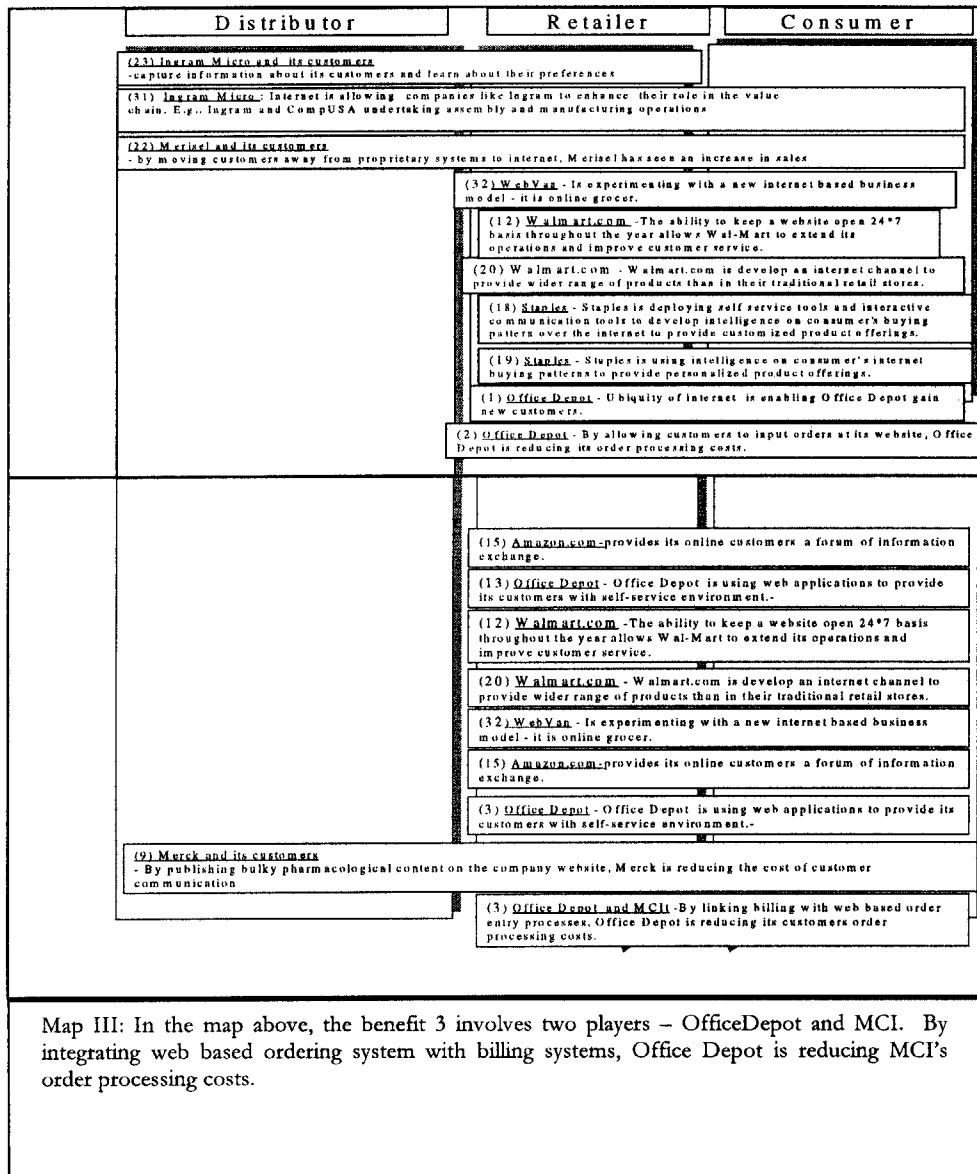 Distributor Retailer Consumer
(23) Ingram Micro and its customers
-capture information about its customers and learn about their preferences
(31) Ingram Micro : Internet is allowing companies like Ingram to enhance their role in the value
chain. E.g., Ingram and CompUSA undertaking assembly and manufacturing operations
(22) Merisel and its customers
- by moving customers away from proprietary systems to internet, Merisel has seen an increase in sales
(32) WebVan - Is experimenting with a new internet based business
model - it is online grocer.
(12) Walmart.com -The ability to keep a website open 24*7
basis throughout the year allows Wal-Mart to extend its
operations and improve customer service.
(20) Walmart.com - Walmart.com is develop an internet channel to
provide wider range of products than in their traditional retail stores.
(18) Staples - Staples is deploying self service tools and interactive
communication tools to develop intelligence on consumer's buying
pattern over the internet to provide customized product offerings.
(19) Staples - Staples is using intelligence on consumer's internet
buying patterns to provide personalized product offerings.
(1) Office Depot - Ubiquity of internet is enabling Office Depot gain
new customers.
(2) Office Depot - By allowing customers to input orders at its website, Office
Depot is reducing its order processing costs.
(15) Amazon.com-provides its online customers a forum of information
exchange.
(13) Office Depot - Office Depot is using web applications to provide
its customers with self-service environment.-
(12) Walmart.com -The ability to keep a website open 24*7 basis
throughout the year allows Wal-Mart to extend its operations and
improve customer service.
(20) Walmart.com - Walmart.com is develop an internet channel to
provide wider range of products than in their traditional retail stores.
(32) WebVan - Is experimenting with a new internet based business
model - it is online grocer.
(15) Amazon.com-provides its online customers a forum of information
exchange.
(3) Office Depot - Office Depot is using web applications to provide its
customers with self-service environment.-
(9) Merck and its customers
- By publishing bulky pharmacological content on the company website, Merck is reducing the cost of customer
communication
(3) Office Depot and MCIt -By linking billing with web based order
entry processes, Office Depot is reducing its customers order
processing costs.
Map III: In the map above, the benefit 3 involves two players – OfficeDepot and MCI. By
integrating web based ordering system with billing systems, Office Depot is reducing MCI's
order processing costs.